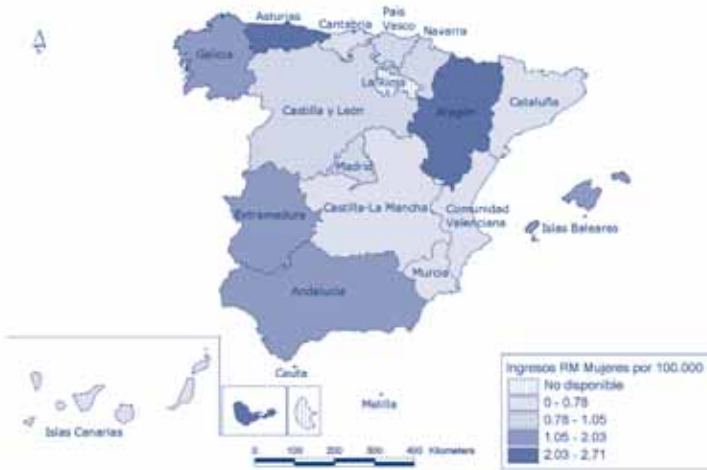 Asturias
Cantabria
País
Vasco
Navarra
Galicia
La Rioja
Castilla y León
Aragón
Cataluña
Madrid
Extremadura
Castilla-La Mancha
Comunidad
Valenciana
Islas Baleares
Murcia
Andalucía
Ceuta
Melilla
Islas Canarias
0 100 200 300 400 Kilometers
Ingresos RM Mujeres por 100.000
No disponible
0 - 0.78
0.78 - 1.05
1.05 - 2.03
2.03 - 2.71